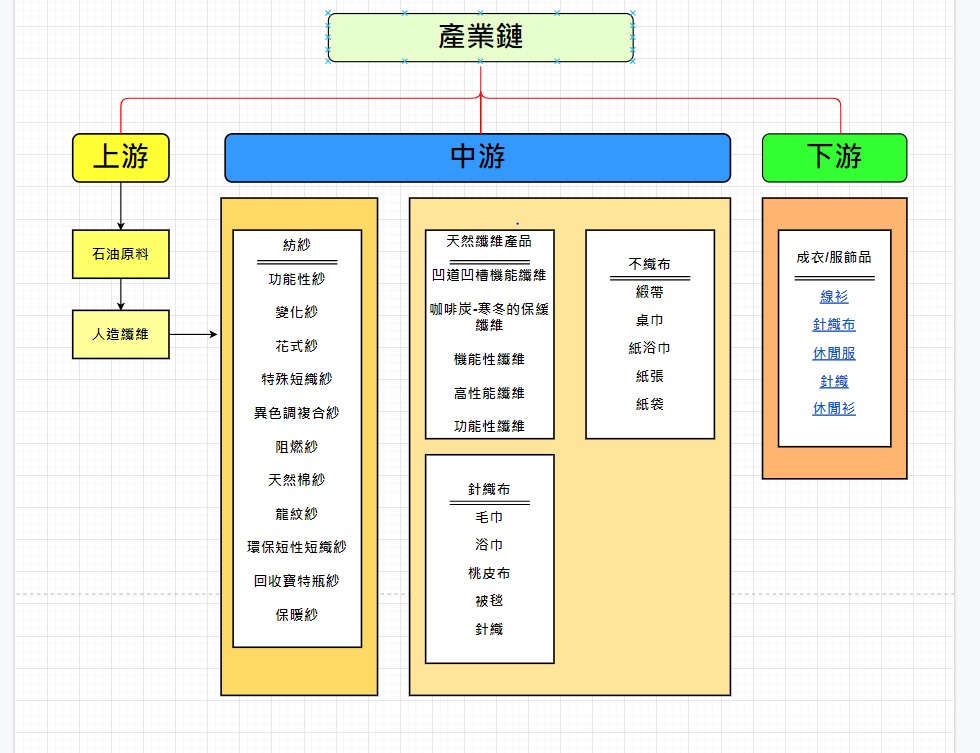 產業鏈
上游
中游
下游
石油原料
人造纖維
紡紗
功能性紗
變化紗
花式紗
特殊短織紗
異色調複合紗
阻燃紗
天然棉紗
龍紋紗
環保短性短織紗
回收寶特瓶紗
保暖紗
天然纖維產品
凹道凹槽機能纖維
咖啡炭-寒冬的保緩
纖維
機能性纖維
高性能纖維
功能性纖維
針織布
毛巾
浴巾
桃皮布
被毯
針織
不織布
緞帶
桌巾
紙浴巾
紙張
紙袋
成衣/服飾品
線衫
針織布
休閒服
針織
休閒衫